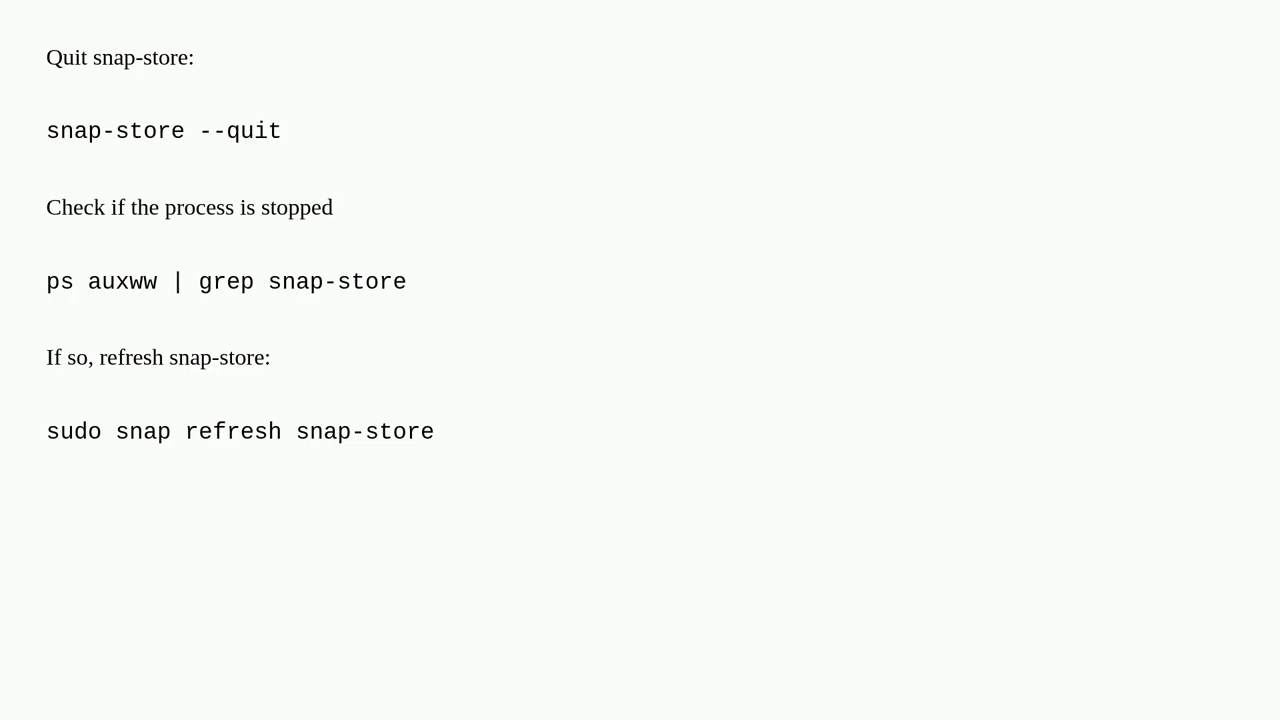 Quit snap-store:
snap-store --quit
Check if the process is stopped
ps auxww | grep snap-store
If so, refresh snap-store:
sudo snap refresh snap-store